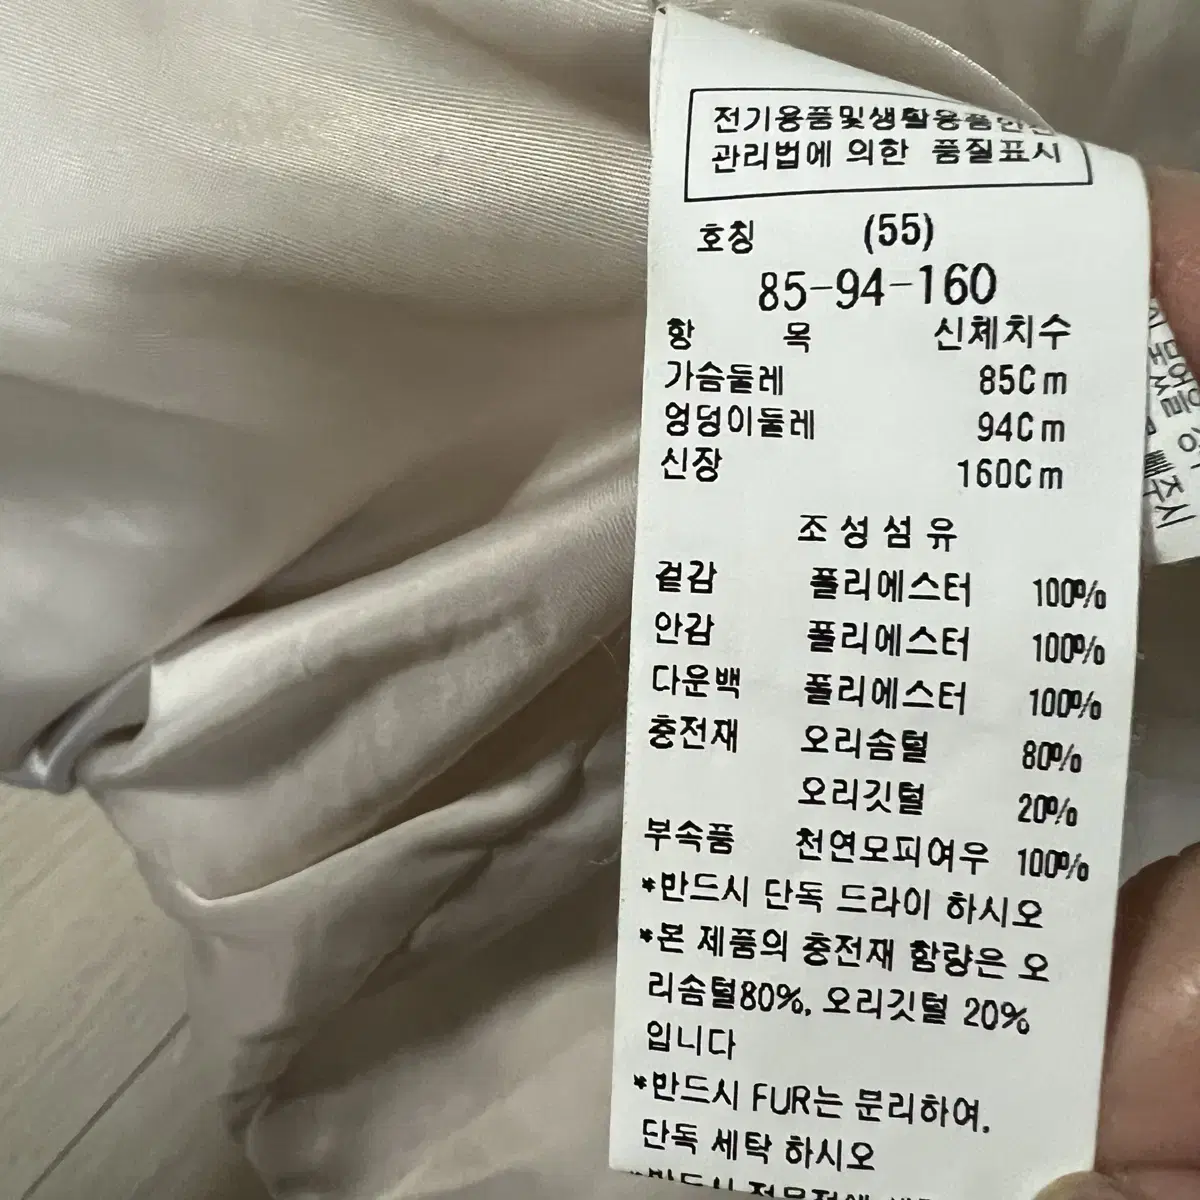 전기용품및생활용품안전
관리법에 의한 품질표시
호칭 (55)
85-94-160
항 목 신체치수
가슴둘레 85Cm
엉덩이둘레 94Cm
신장 160Cm
조성섬유
겉감 폴리에스터 100%
안감 폴리에스터 100%
다운백 폴리에스터 100%
충전재 오리솜털 80%
오리깃털 20%
부속품 천연모피여우 100%
*반드시 단독 드라이 하시오
*본 제품의 충전재 함량은 오
리솜털80%, 오리깃털 20%
입니다
*반드시 FUR는 분리하여,
단독 세탁 하시오